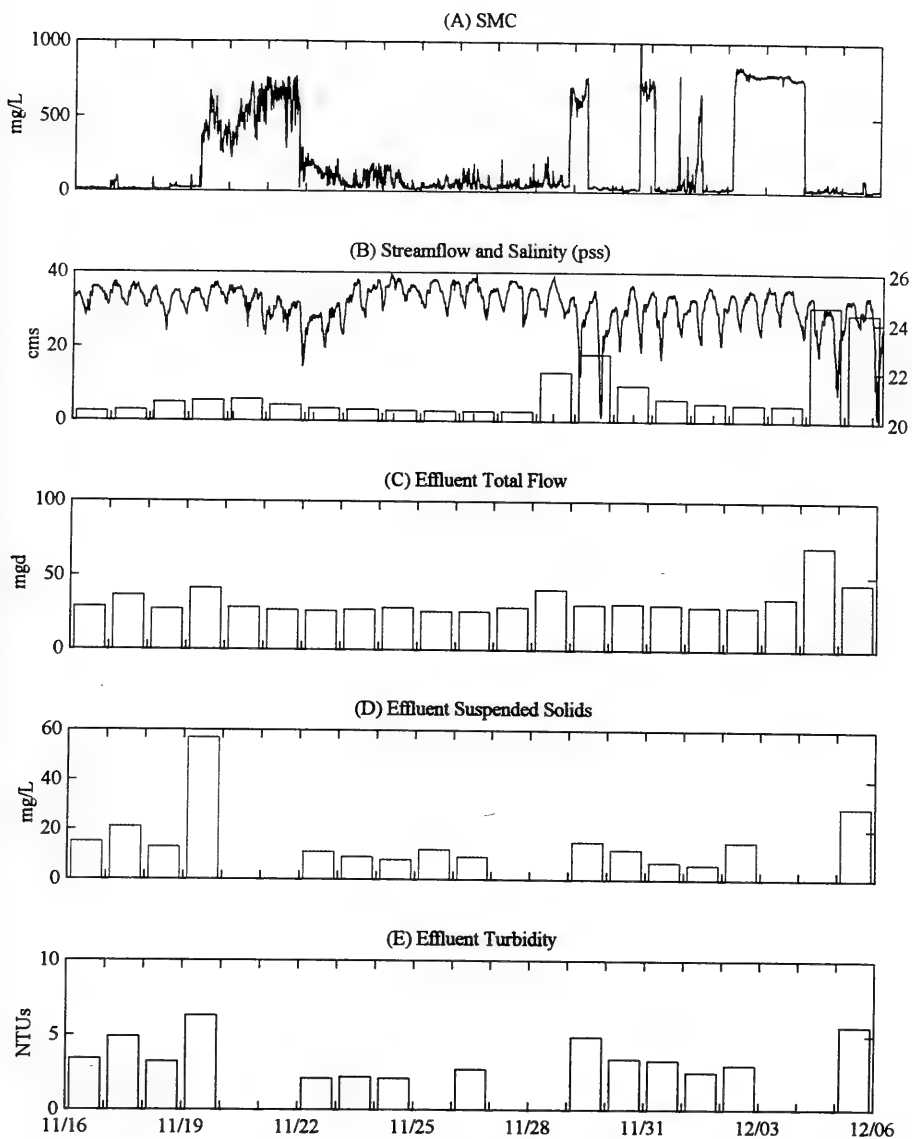 (A) SMC
1000
500
0
mg/L
(B) Streamflow and Salinity (pss)
40
20
0
cms
26
24
22
20
(C) Effluent Total Flow
100
50
0
mgd
(D) Effluent Suspended Solids
60
40
20
0
mg/L
(E) Effluent Turbidity
10
5
0
NTUs
11/16 11/19 11/22 11/25 11/28 11/31 12/03 12/06